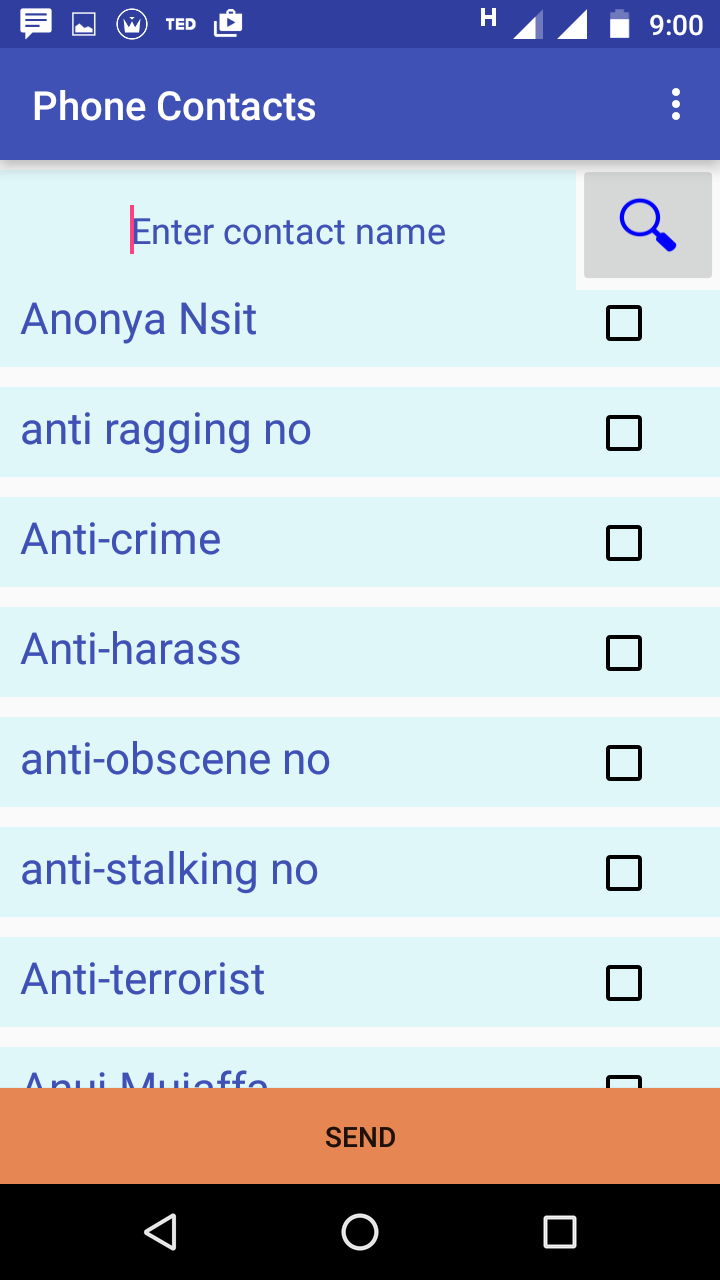 TED
H
9:00
Phone Contacts
Enter contact name
Anonya Nsit
anti ragging no
Anti-crime
Anti-harass
anti-obscene no
anti-stalking no
Anti-terrorist
SEND